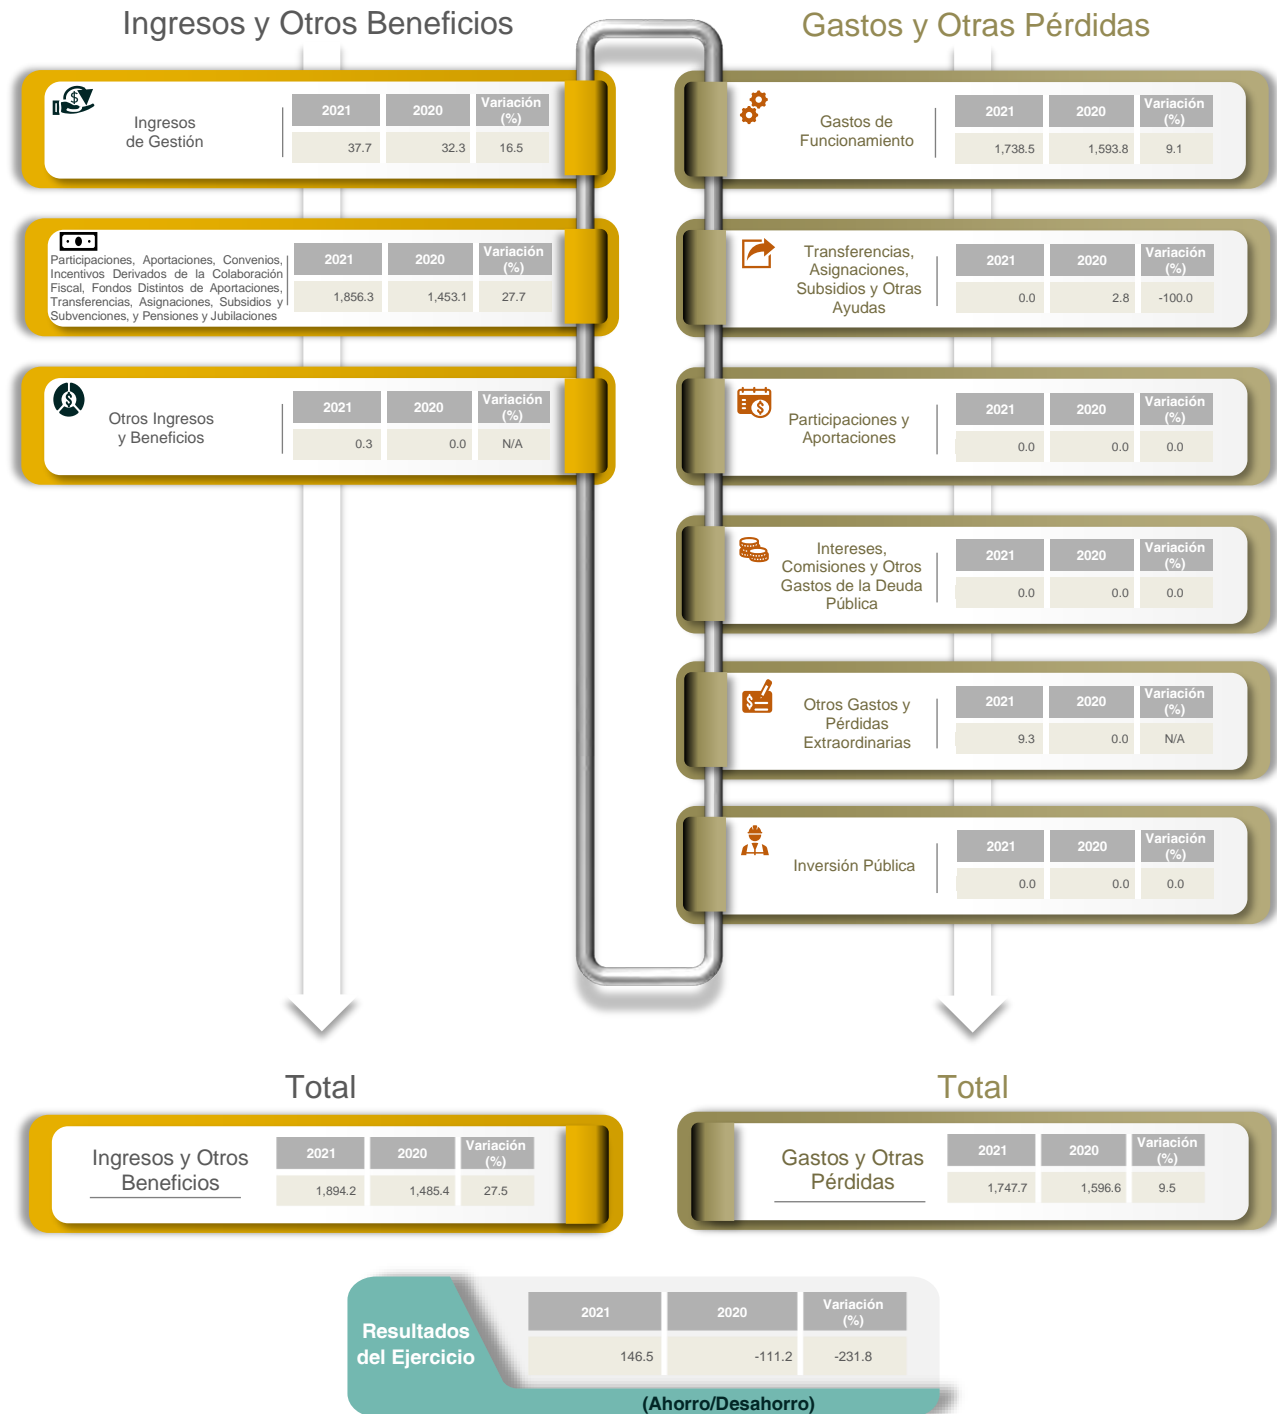 Ingresos y Otros Beneficios
Ingresos
de Gestión
2021 2020 Variación
(%)
37.7 32.3 16.5
Participaciones, Aportaciones, Convenios,
Incentivos Derivados de la Colaboración
Fiscal, Fondos Distintos de Aportaciones,
Transferencias, Asignaciones, Subsidios y
Subvenciones, y Pensiones y Jubilaciones
2021 2020 Variación
(%)
1,856.3 1,453.1 27.7
Otros Ingresos
y Beneficios
2021 2020 Variación
(%)
0.3 0.0 N/A
Gastos y Otras Pérdidas
Gastos de
Funcionamiento
2021 2020 Variación
(%)
1,738.5 1,593.8 9.1
Transferencias,
Asignaciones,
Subsidios y Otras
Ayudas
2021 2020 Variación
(%)
0.0 2.8 -100.0
Participaciones y
Aportaciones
2021 2020 Variación
(%)
0.0 0.0 0.0
Intereses,
Comisiones y Otros
Gastos de la Deuda
Pública
2021 2020 Variación
(%)
0.0 0.0 0.0
Otros Gastos y
Pérdidas
Extraordinarias
2021 2020 Variación
(%)
9.3 0.0 N/A
Inversión Pública
2021 2020 Variación
(%)
0.0 0.0 0.0
Total
Ingresos y Otros
Beneficios
2021 2020 Variación
(%)
1,894.2 1,485.4 27.5
Total
Gastos y Otras
Pérdidas
2021 2020 Variación
(%)
1,747.7 1,596.6 9.5
Resultados
del Ejercicio
2021 2020 Variación
(%)
146.5 -111.2 -231.8
(Ahorro/Desahorro)